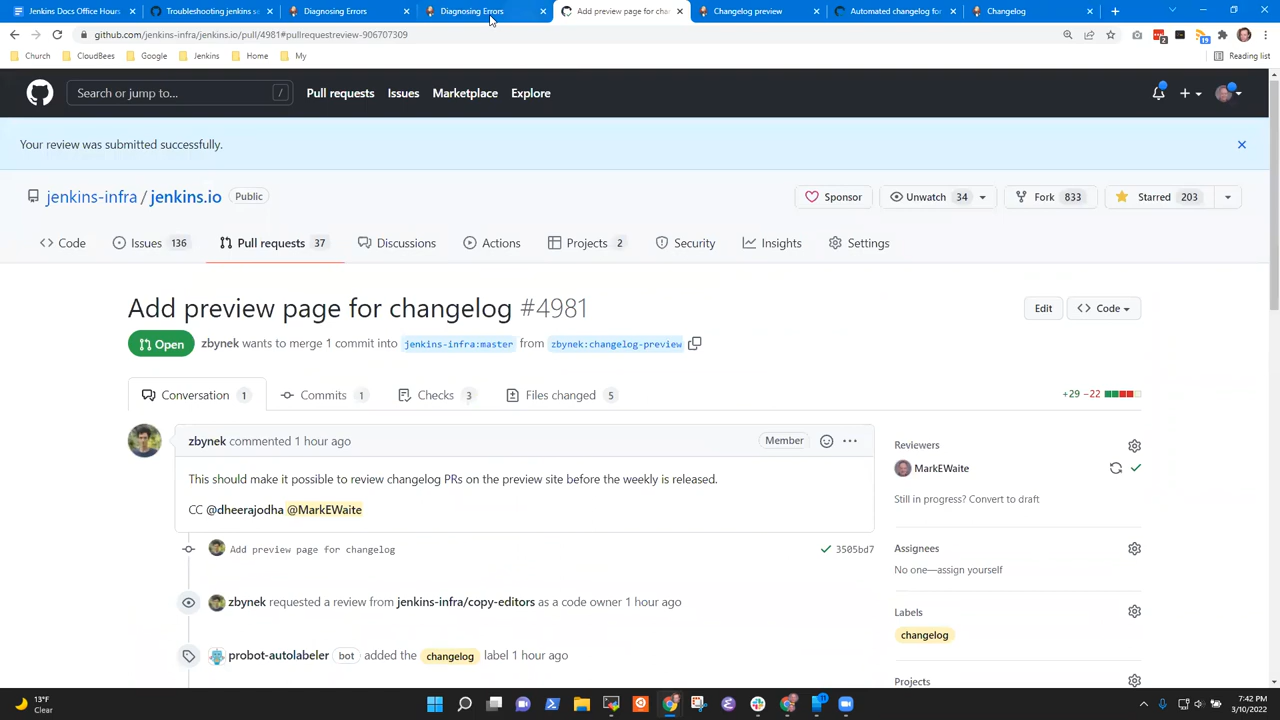 Jenkins Docs Office Hours
Troubleshooting jenkins se
Diagnosing Errors
Diagnosing Errors
Add preview page for chan
Changelog preview
Automated changelog for
Changelog
github.com/jenkins-infra/jenkins.io/pull/4981#pullrequestreview-906707309
Church
CloudBees
Google
Jenkins
Home
My
Reading list
Search or jump to...
/
Pull requests
Issues
Marketplace
Explore
Your review was submitted successfully.
jenkins-infra / jenkins.io
Public
Sponsor
Unwatch 34
Fork 833
Starred 203
Code
Issues 136
Pull requests 37
Discussions
Actions
Projects 2
Security
Insights
Settings
Add preview page for changelog #4981
Edit
Code
Open
zbynek wants to merge 1 commit into jenkins-infra:master from zbynek:changelog-preview
Conversation 1
Commits 1
Checks 3
Files changed 5
+29 −22
zbynek commented 1 hour ago
Member
This should make it possible to review changelog PRs on the preview site before the weekly is released.
CC @dheerajodha @MarkEWaite
Add preview page for changelog
3505bd7
zbynek requested a review from jenkins-infra/copy-editors as a code owner 1 hour ago
probot-autolabeler bot added the changelog label 1 hour ago
Reviewers
MarkEWaite
Still in progress? Convert to draft
Assignees
No one—assign yourself
Labels
changelog
Projects
13°F
Clear
7:42 PM
3/10/2022